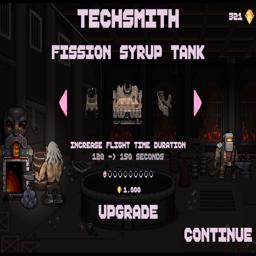 TECHSMITH
321
FISSION SYRUP TANK
INCREASE FLIGHT TIME DURATION
120 -> 150 SECONDS
1.000
UPGRADE
CONTINUE